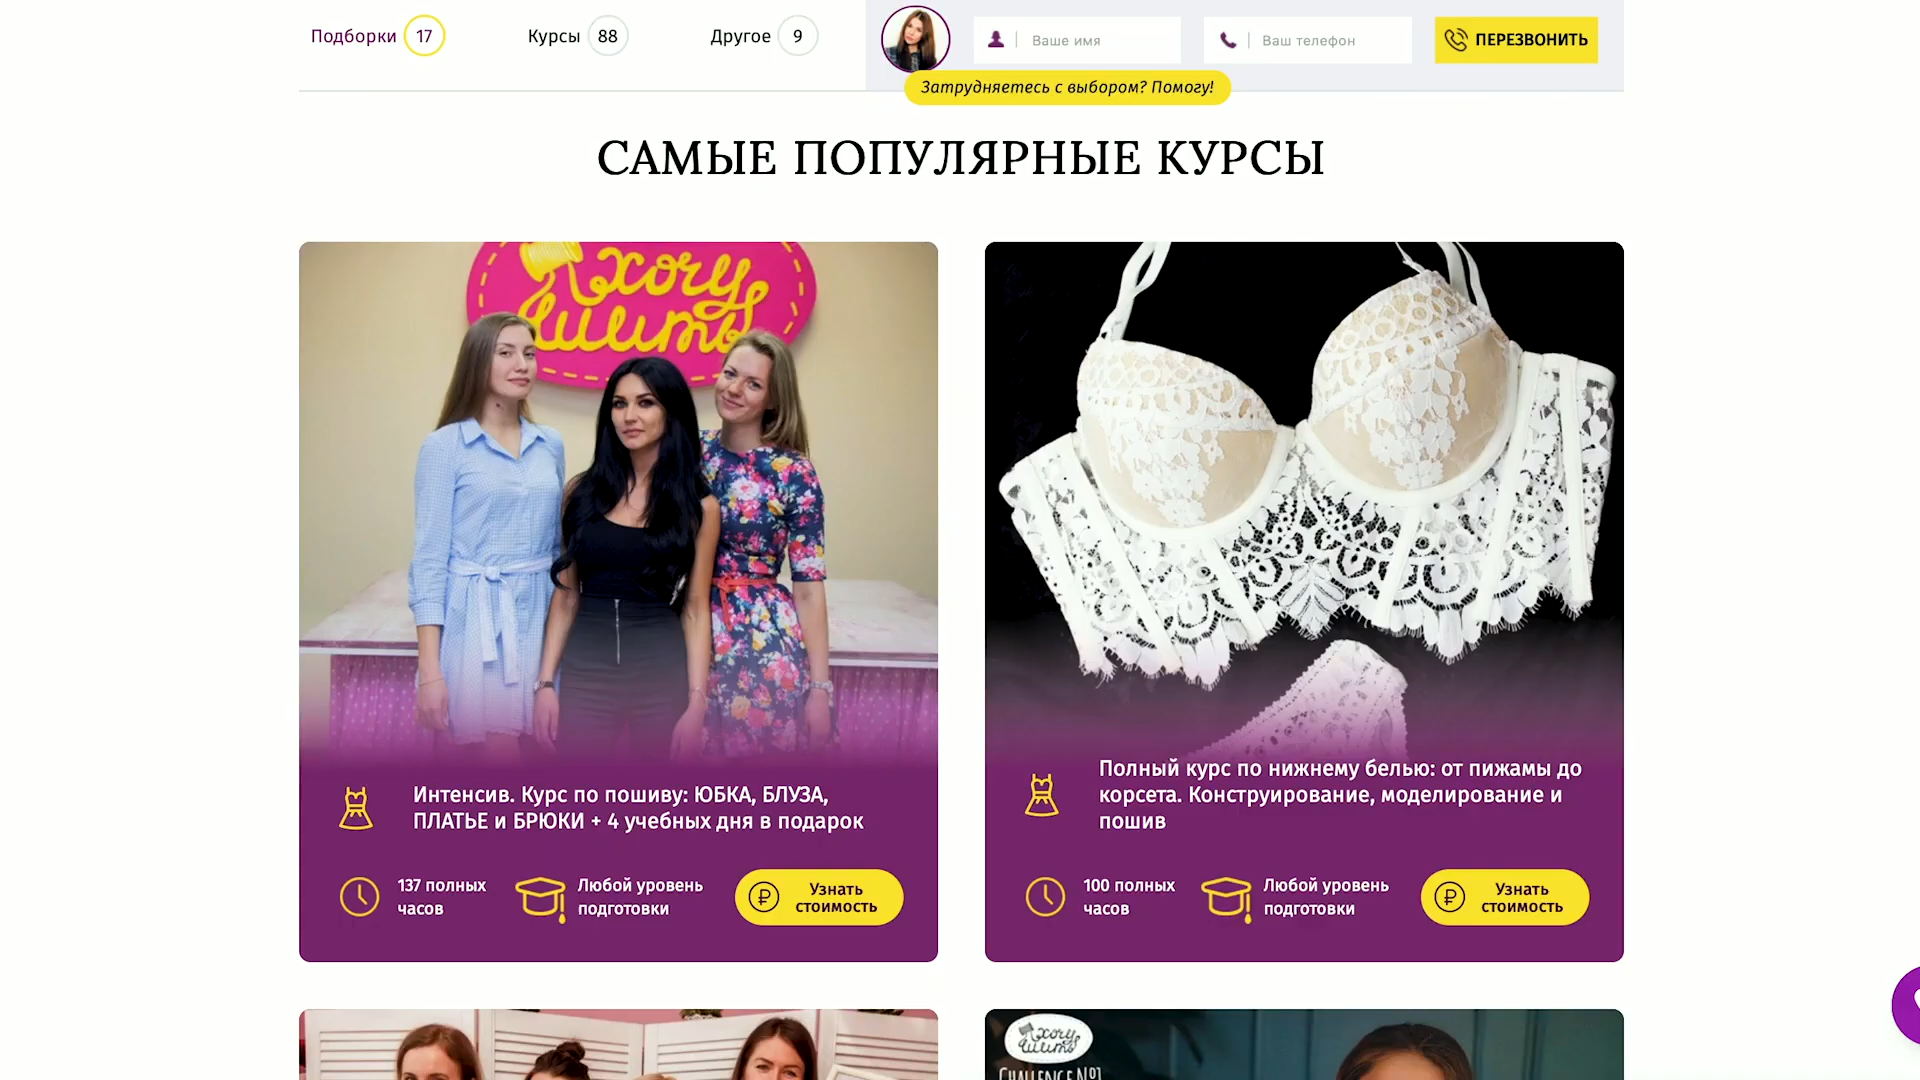 Подборки 17
Курсы 88
Другое 9
Ваше имя
Ваш телефон
ПЕРЕЗВОНИТЬ
Затрудняетесь с выбором? Помогу!
САМЫЕ ПОПУЛЯРНЫЕ КУРСЫ
хочу
шить
Интенсив. Курс по пошиву: ЮБКА, БЛУЗА,
ПЛАТЬЕ и БРЮКИ + 4 учебных дня в подарок
137 полных
часов
Любой уровень
подготовки
Узнать
стоимость
Полный курс по нижнему белью: от пижамы до
корсета. Конструирование, моделирование и
пошив
100 полных
часов
Любой уровень
подготовки
Узнать
стоимость
хочу
шить
CHALLENGE №1